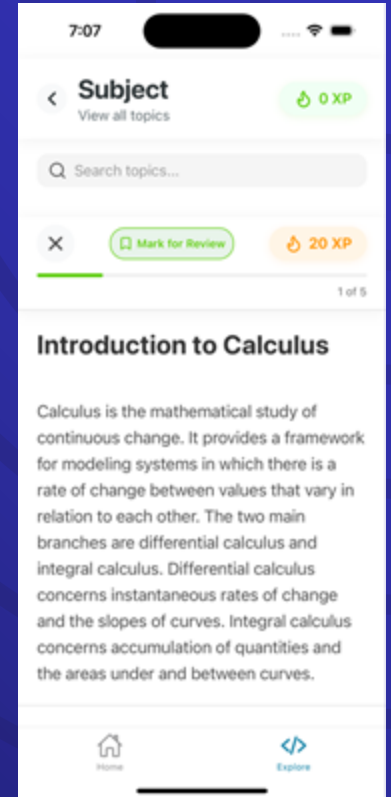 7:07
Subject
View all topics
0 XP
Search topics...
Mark for Review
20 XP
1 of 5
Introduction to Calculus
Calculus is the mathematical study of
continuous change. It provides a framework
for modeling systems in which there is a
rate of change between values that vary in
relation to each other. The two main
branches are differential calculus and
integral calculus. Differential calculus
concerns instantaneous rates of change
and the slopes of curves. Integral calculus
concerns accumulation of quantities and
the areas under and between curves.
Home
Explore